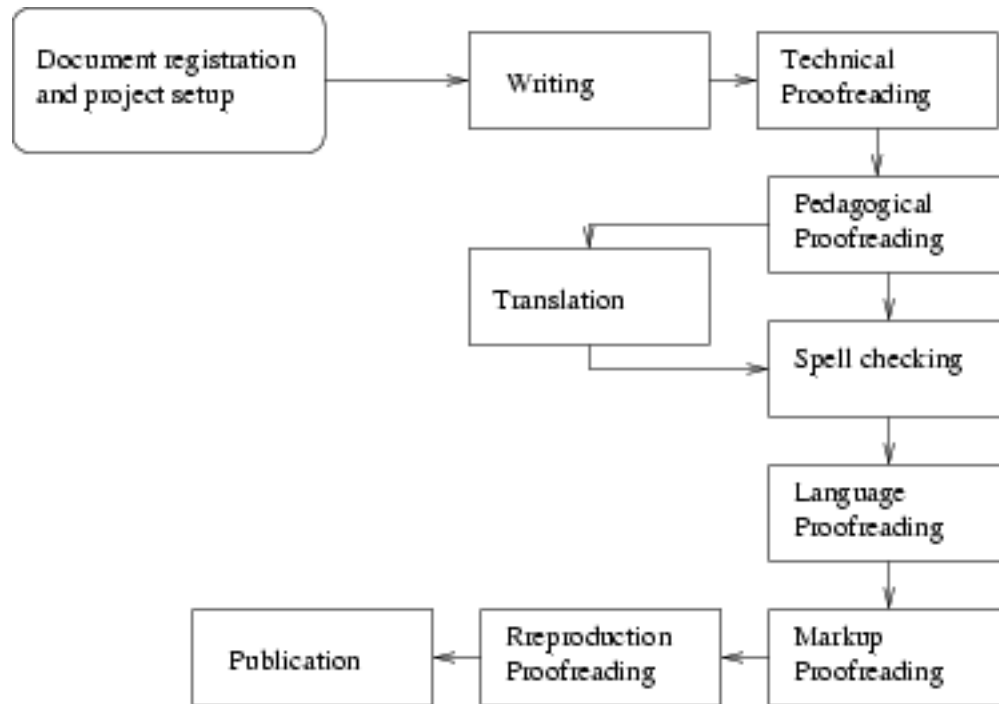 Document registration
and project setup
Writing
Technical
Proofreading
Pedagogical
Proofreading
Translation
Spell checking
Language
Proofreading
Markup
Proofreading
Rreproduction
Proofreading
Publication